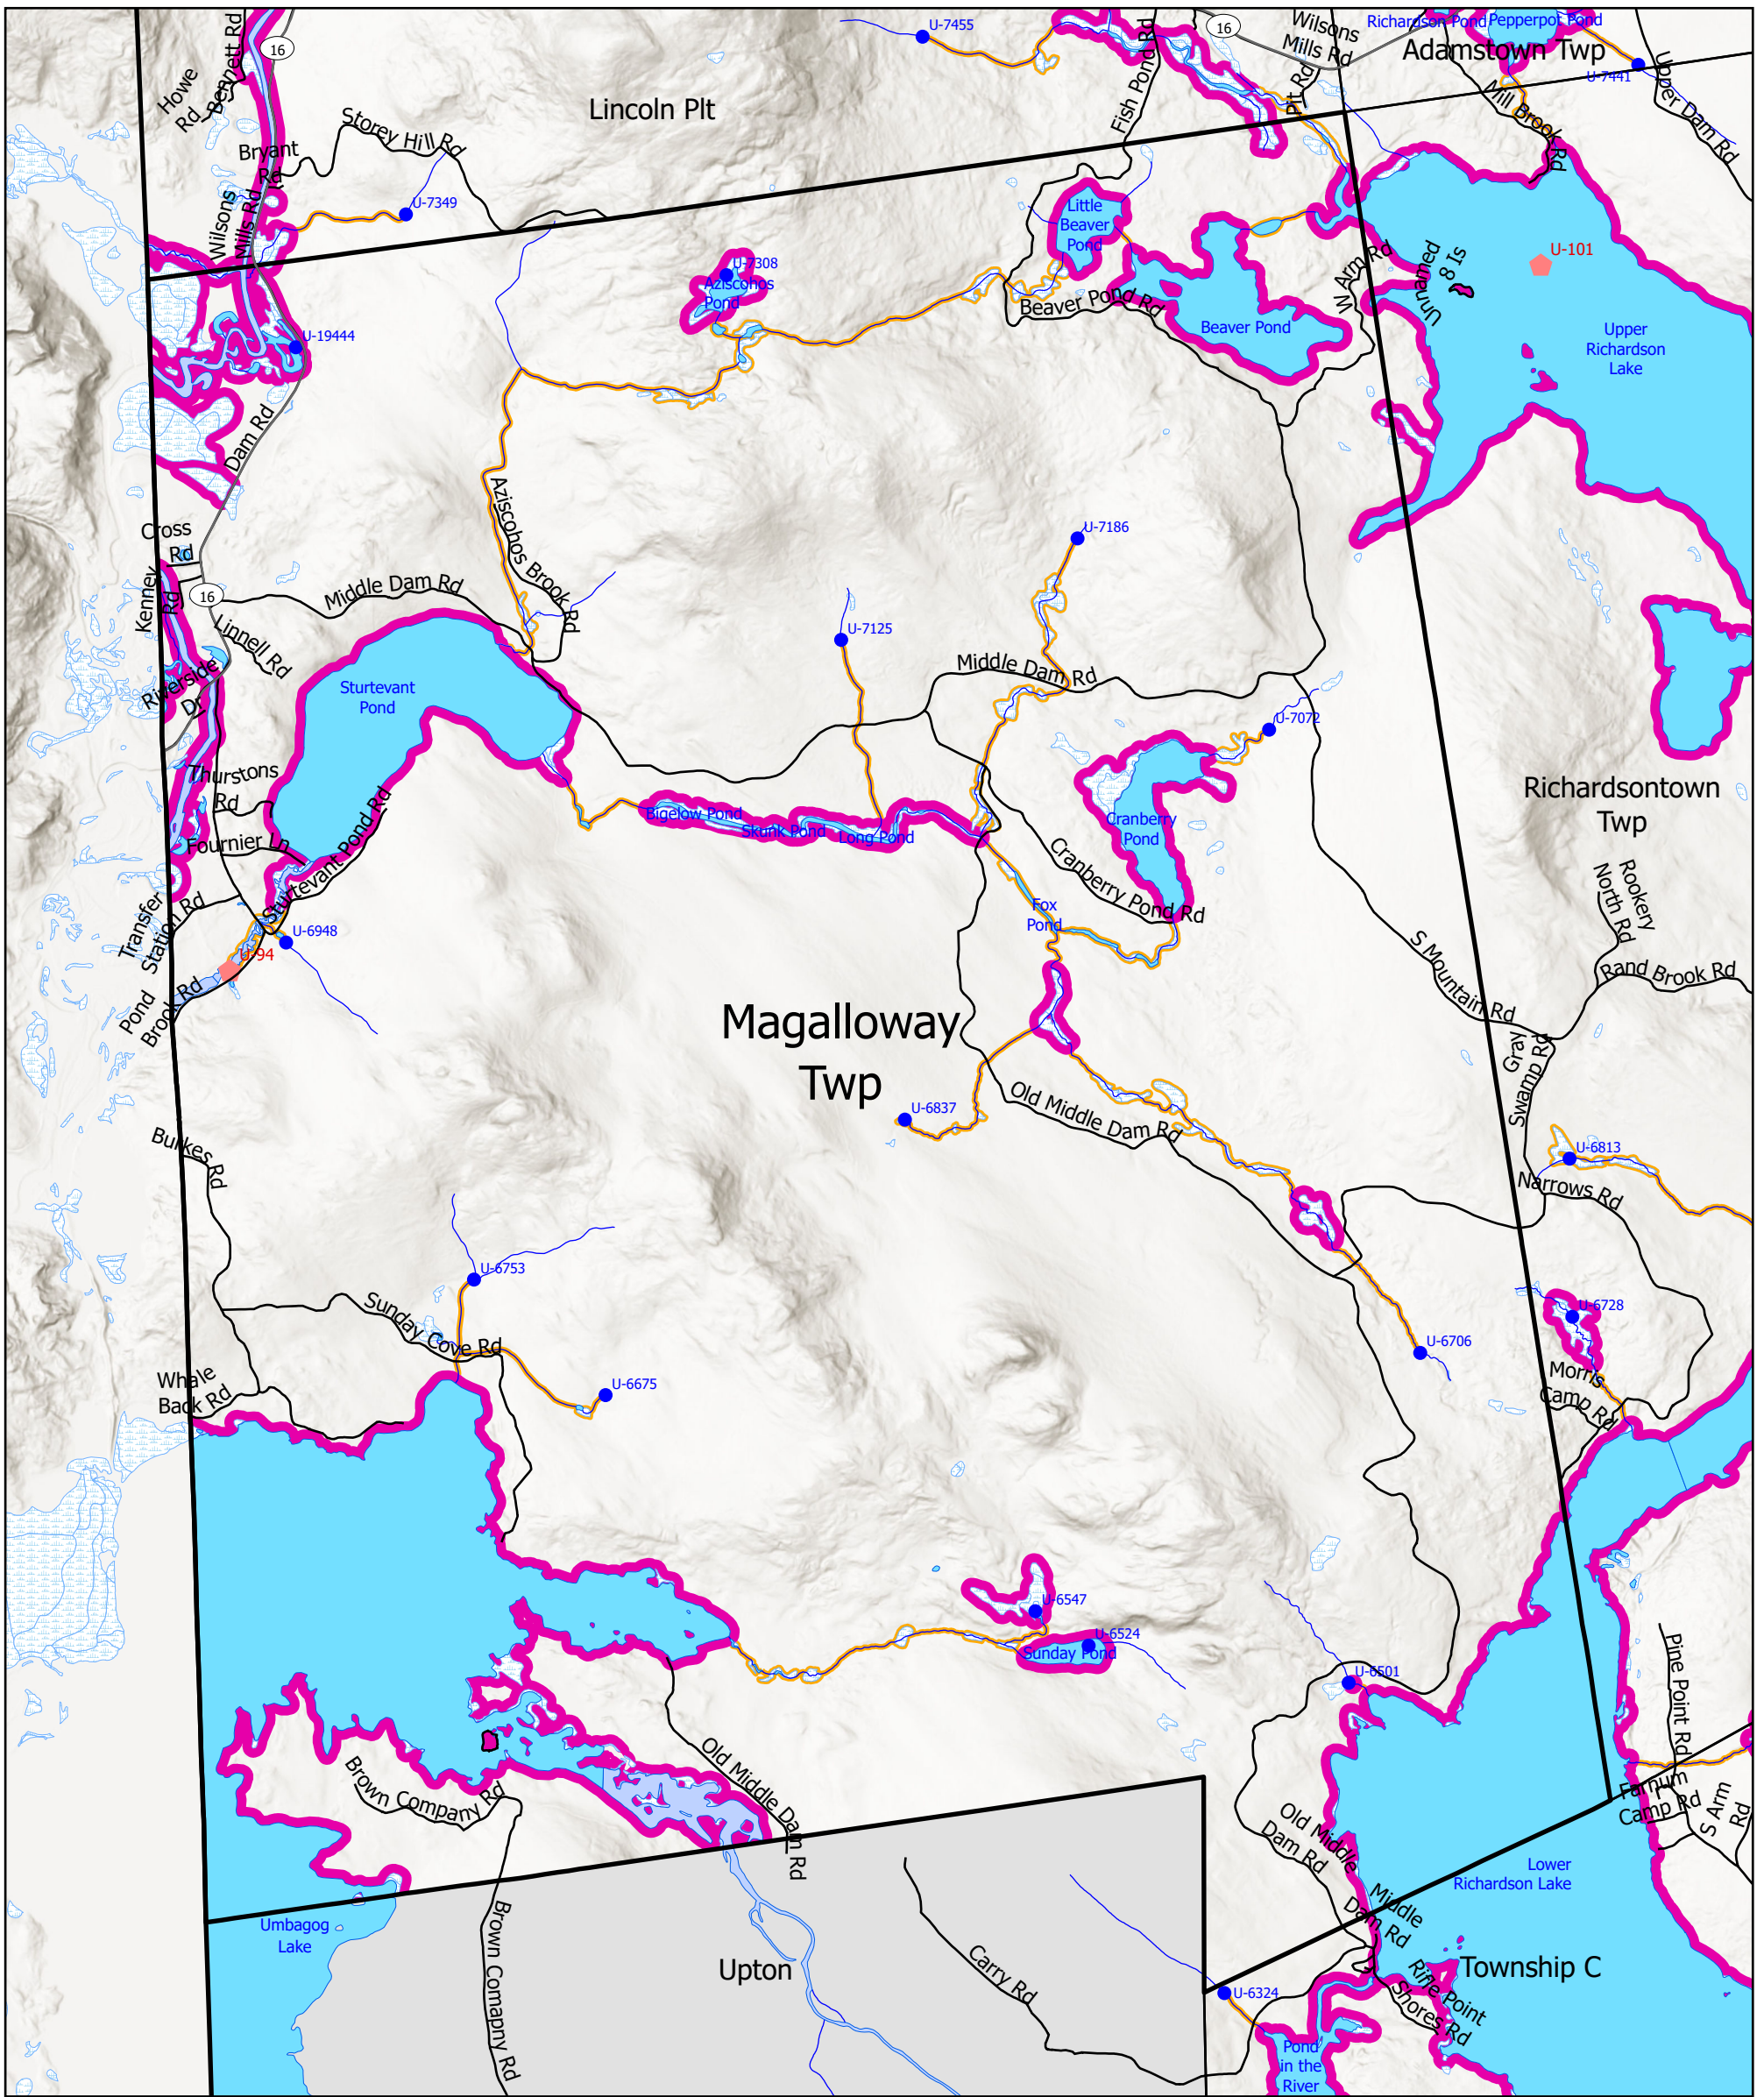 U-7455
Fish Pond Rd
16
Wilsons
Mills Rd
Richardson Pond
Pepperpot Pond
Adamstown Twp
U-7441
Upper Dam Rd
Howe
Rd
Bennett Rd
16
Lincoln Plt
Storey Hill Rd
Bryant
Rd
Pit Rd
Mill Brook Rd
U-7349
Wilsons
Mills Rd
Little
Beaver
Pond
U-7308
Aziscohos
Pond
Beaver Pond Rd
Beaver Pond
W Arm Rd
Unnamed
8 Is
U-101
Upper
Richardson
Lake
U-19444
Dam Rd
Aziscohos Brook Rd
Cross
Rd
Kenney
Rd
16
Middle Dam Rd
Linnell Rd
U-7186
U-7125
Riverside
Dr
Sturtevant
Pond
Middle Dam Rd
U-7072
Thurstons
Rd
Fournier Ln
Sturtevant Pond Rd
Bigelow Pond
Skunk Pond
Long Pond
Cranberry
Pond
Cranberry Pond Rd
Richardsontown
Twp
Rookery
North Rd
Transfer
Station Rd
U-6948
U-94
Pond
Brook Rd
Fox
Pond
S Mountain Rd
Rand Brook Rd
Magalloway
Twp
Gray
Swamp Rd
U-6837
Old Middle Dam Rd
Burkes Rd
U-6813
Narrows Rd
U-6753
Sunday Cove Rd
U-6728
U-6706
Whale
Back Rd
U-6675
Morris
Camp Rd
U-6547
U-6524
Sunday Pond
U-6501
Pine Point Rd
Old Middle Dam Rd
Brown Company Rd
Farnum
Camp Rd
S Arm
Rd
Old Middle
Dam Rd
Lower
Richardson Lake
Middle
Dam Rd
Umbagog
Lake
Brown Comapny Rd
Upton
Carry Rd
Township C
Rifle Point
Shores Rd
U-6324
Pond
in the
River